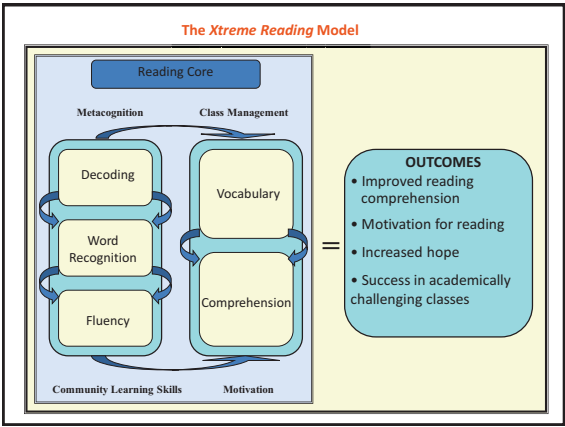 The Xtreme Reading Model
Reading Core
Metacognition
Class Management
Decoding
Word
Recognition
Fluency
Vocabulary
Comprehension
Community Learning Skills
Motivation
=
OUTCOMES
• Improved reading
comprehension
• Motivation for reading
• Increased hope
• Success in academically
challenging classes